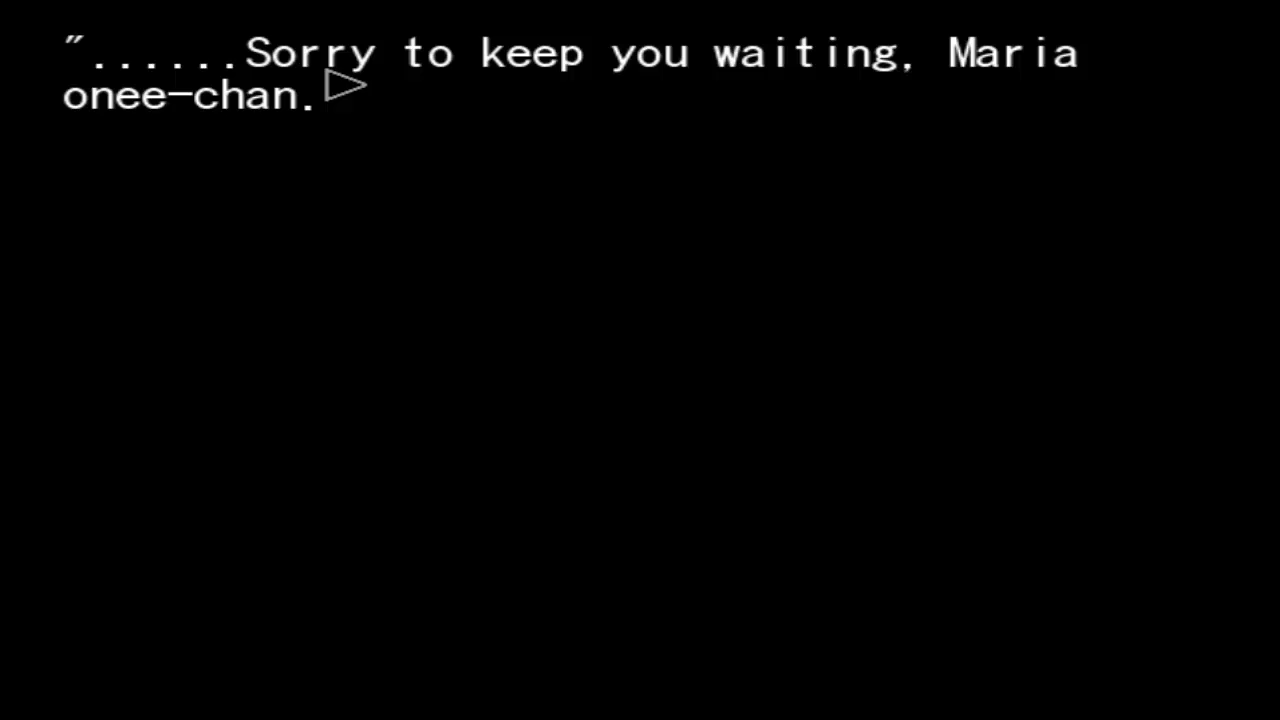 "......Sorry to keep you waiting, Maria
onee-chan.